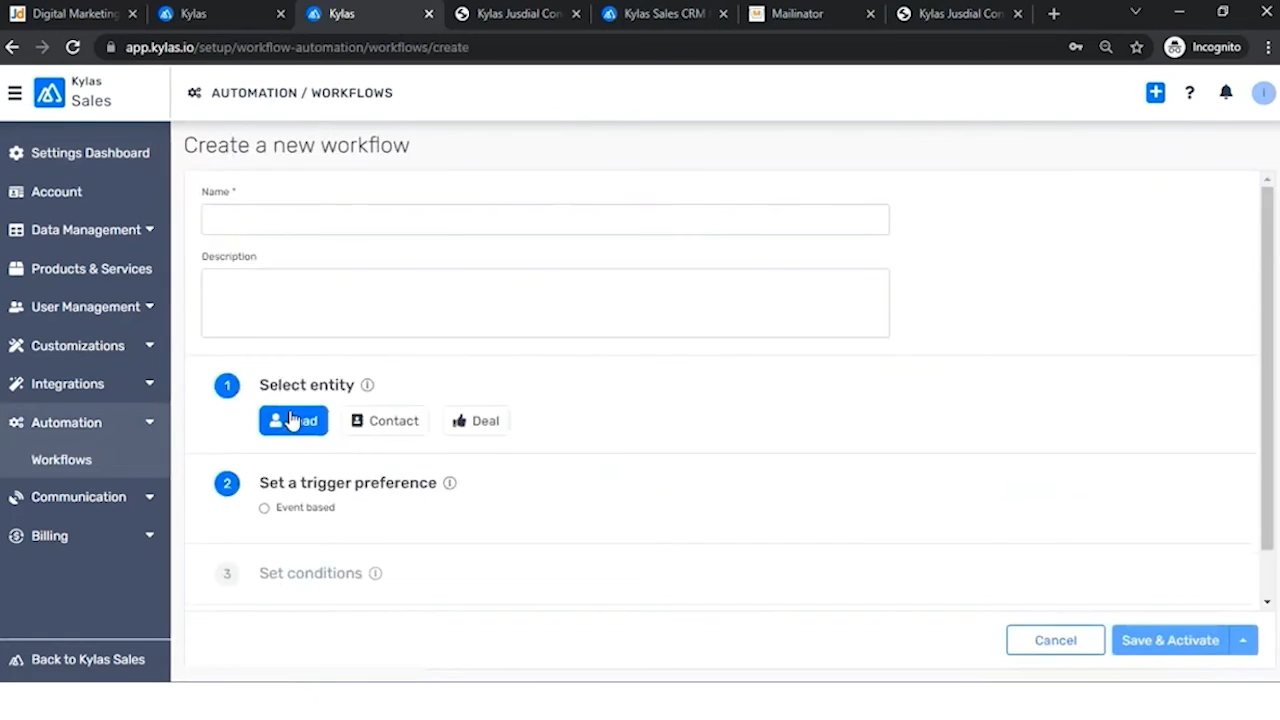 Digital Marketing
Kylas
Kylas
Kylas Jusdial Con
Kylas Sales CRM
Mailinator
Kylas Jusdial Con
app.kylas.io/setup/workflow-automation/workflows/create
Incognito
Kylas
Sales
AUTOMATION / WORKFLOWS
Settings Dashboard
Account
Data Management
Products & Services
User Management
Customizations
Integrations
Automation
Workflows
Communication
Billing
Back to Kylas Sales
Create a new workflow
Name *
Description
1 Select entity
Contact
Deal
2 Set a trigger preference
Event based
3 Set conditions
Cancel
Save & Activate